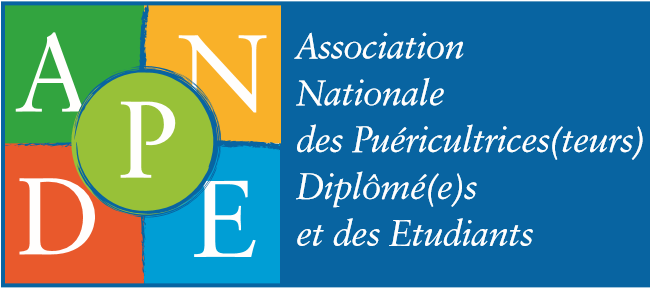 A N
P
D E
Association
Nationale
des Puéricultrices(teurs)
Diplômé(e)s
et des Etudiants